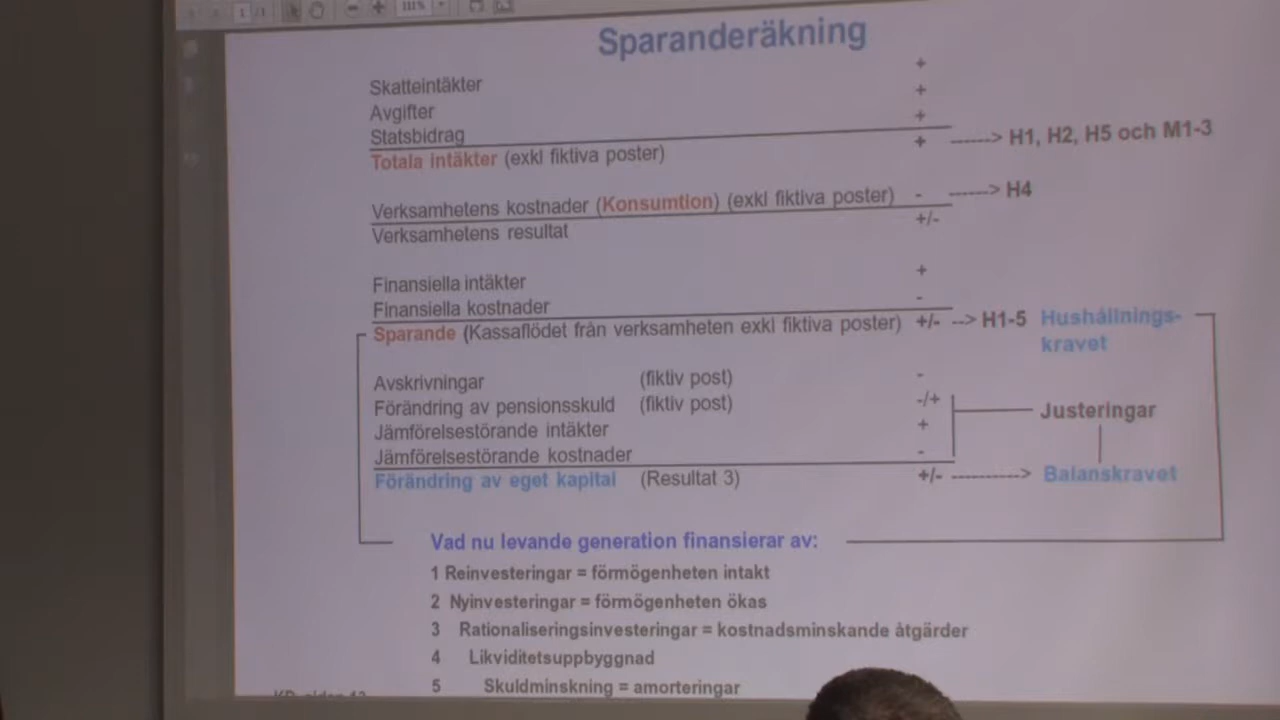 1 / 1 111%
Sparanderäkning
+
Skatteintäkter +
Avgifter +
Statsbidrag
Totala intäkter (exkl fiktiva poster) + ------> H1, H2, H5 och M1-3
Verksamhetens kostnader (Konsumtion) (exkl fiktiva poster) - ------> H4
Verksamhetens resultat +/-
Finansiella intäkter +
Finansiella kostnader -
Sparande (Kassaflödet från verksamheten exkl fiktiva poster) +/- --> H1-5 Hushållnings-
kravet
Avskrivningar (fiktiv post) -
Förändring av pensionsskuld (fiktiv post) -/+ Justeringar
Jämförelsestörande intäkter +
Jämförelsestörande kostnader -
Förändring av eget kapital (Resultat 3) +/- -----------> Balanskravet
Vad nu levande generation finansierar av:
1 Reinvesteringar = förmögenheten intakt
2 Nyinvesteringar = förmögenheten ökas
3 Rationaliseringsinvesteringar = kostnadsminskande åtgärder
4 Likviditetsuppbyggnad
5 Skuldminskning = amorteringar